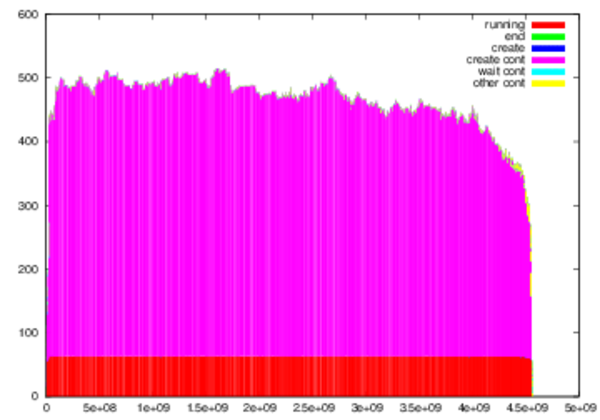 600
500
400
300
200
100
0
running
end
create
create cont
wait cont
other cont
0 5e+08 1e+09 1.5e+09 2e+09 2.5e+09 3e+09 3.5e+09 4e+09 4.5e+09 5e+09